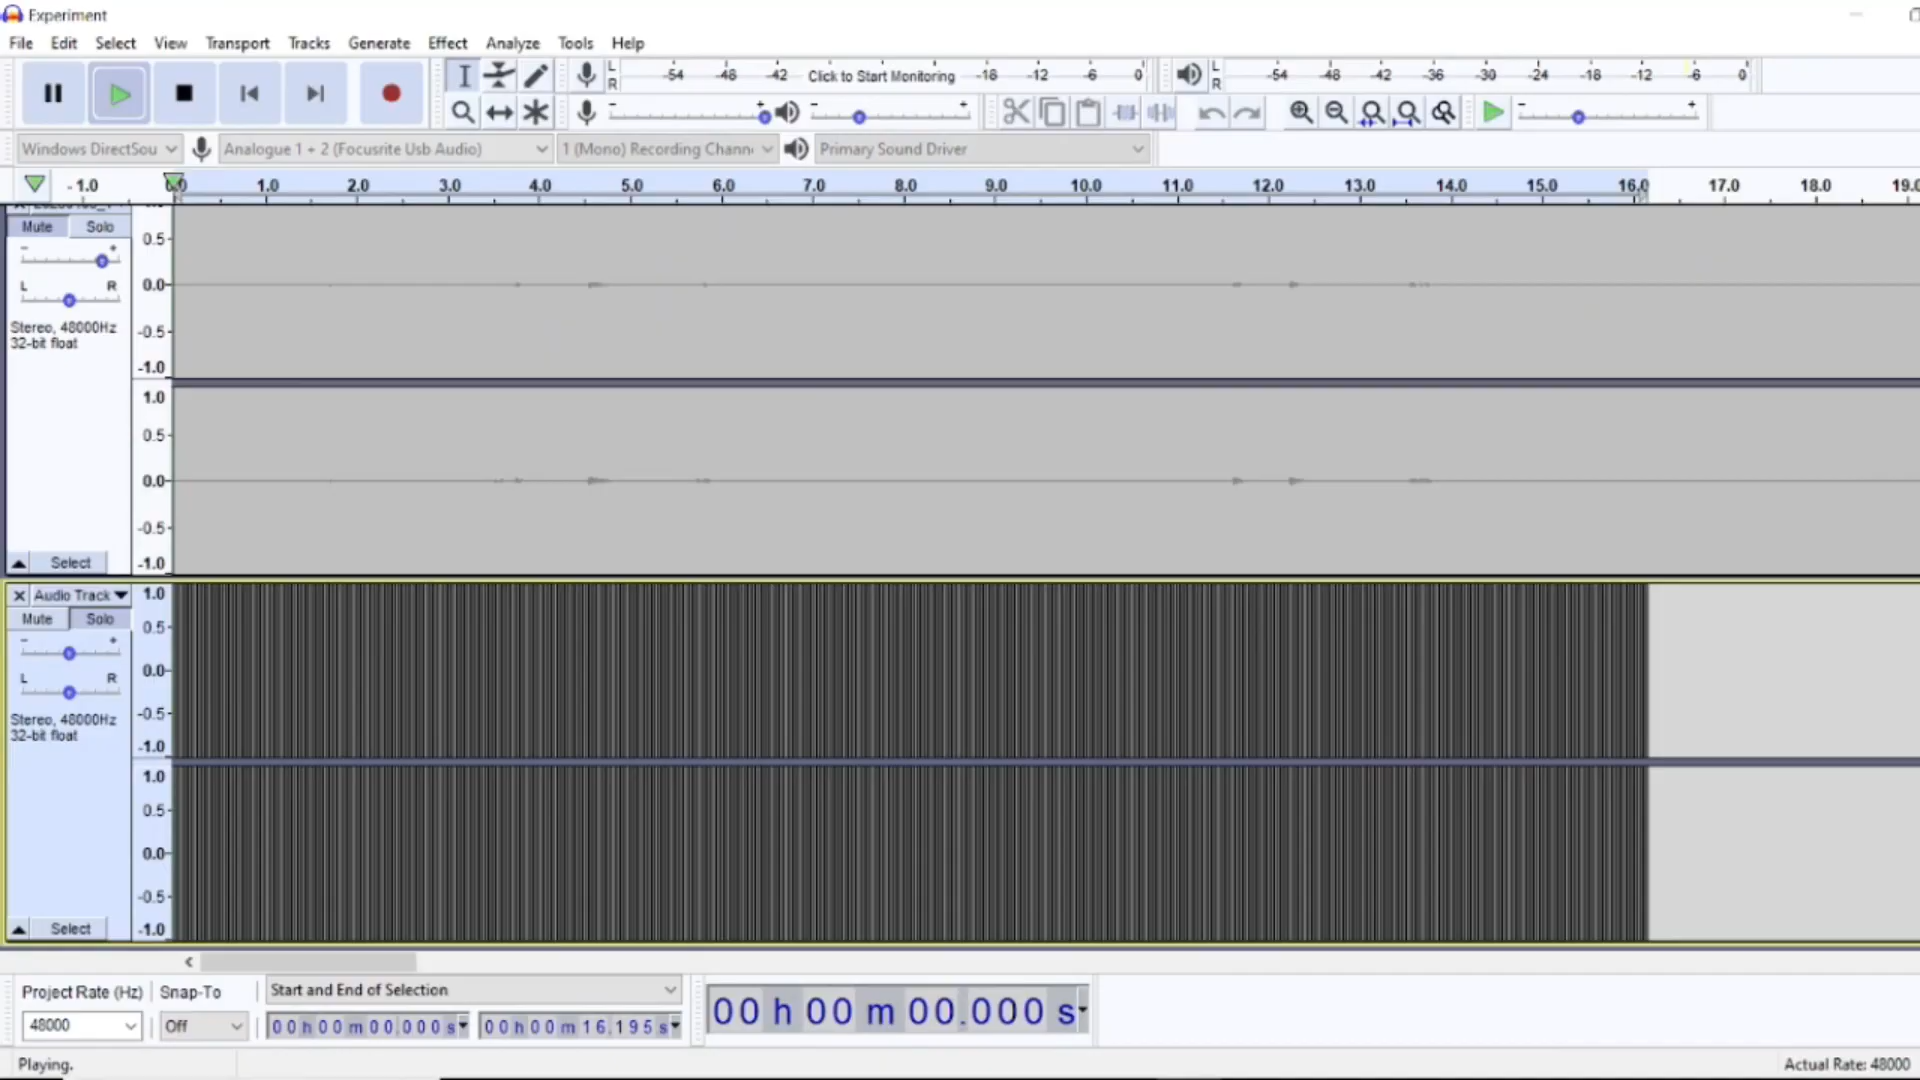 Experiment
File Edit Select View Transport Tracks Generate Effect Analyze Tools Help
L R -54 -48 -42 Click to Start Monitoring -18 -12 -6 0 L R -54 -48 -42 -36 -30 -24 -18 -12 -6 0
- + - + - +
Windows DirectSou Analogue 1 + 2 (Focusrite Usb Audio) 1 (Mono) Recording Chann Primary Sound Driver
-1.0 0.0 1.0 2.0 3.0 4.0 5.0 6.0 7.0 8.0 9.0 10.0 11.0 12.0 13.0 14.0 15.0 16.0 17.0 18.0 19.0
Mute Solo
- +
L R
Stereo, 48000Hz
32-bit float
Select
0.5
0.0
-0.5
-1.0
1.0
0.5
0.0
-0.5
-1.0
Audio Track
Mute Solo
- +
L R
Stereo, 48000Hz
32-bit float
Select
1.0
0.5
0.0
-0.5
-1.0
1.0
0.5
0.0
-0.5
-1.0
Project Rate (Hz) Snap-To Start and End of Selection
48000 Off 00h00m00.000s 00h00m16.195s 00 h 00 m 00.000 s
Playing. Actual Rate: 48000